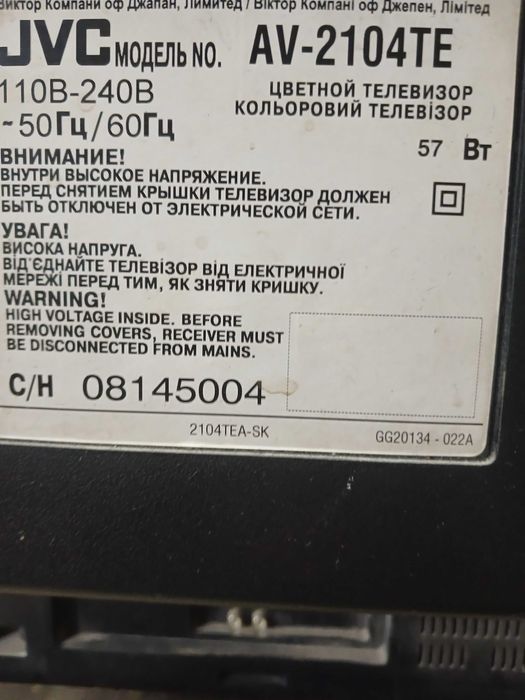 Виктор Компани оф Джапан, Лимитед / Віктор Компані оф Джепен, Лімітед
JVC МОДЕЛЬ NO. AV-2104TE
110В-240В
~50Гц/60Гц
ЦВЕТНОЙ ТЕЛЕВИЗОР
КОЛЬОРОВИЙ ТЕЛЕВІЗОР
57 Вт
ВНИМАНИЕ!
ВНУТРИ ВЫСОКОЕ НАПРЯЖЕНИЕ.
ПЕРЕД СНЯТИЕМ КРЫШКИ ТЕЛЕВИЗОР ДОЛЖЕН
БЫТЬ ОТКЛЮЧЕН ОТ ЭЛЕКТРИЧЕСКОЙ СЕТИ.
УВАГА!
ВИСОКА НАПРУГА.
ВІД'ЄДНАЙТЕ ТЕЛЕВІЗОР ВІД ЕЛЕКТРИЧНОЇ
МЕРЕЖІ ПЕРЕД ТИМ, ЯК ЗНЯТИ КРИШКУ.
WARNING!
HIGH VOLTAGE INSIDE. BEFORE
REMOVING COVERS, RECEIVER MUST
BE DISCONNECTED FROM MAINS.
С/Н 08145004
2104TEA-SK
GG20134 - 022A